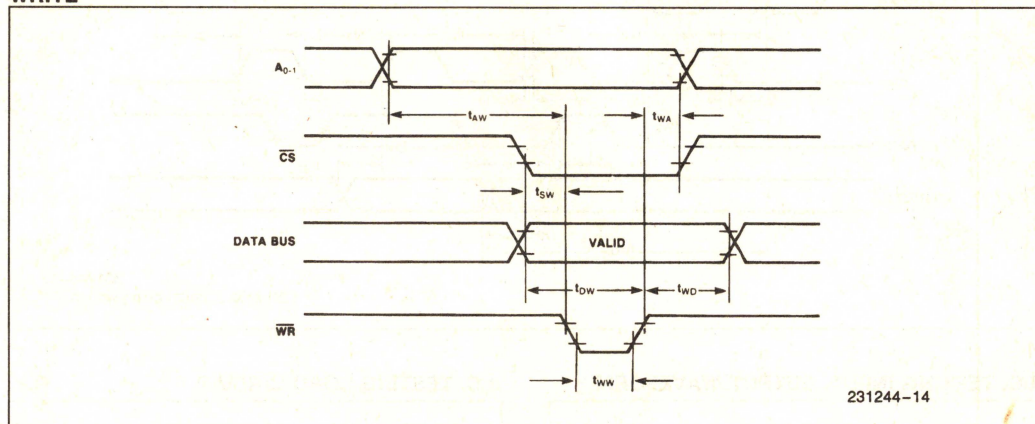 WRITE
A0-1
tAW
tWA
CS
tSW
DATA BUS
VALID
tDW
tWD
WR
tWW
231244-14